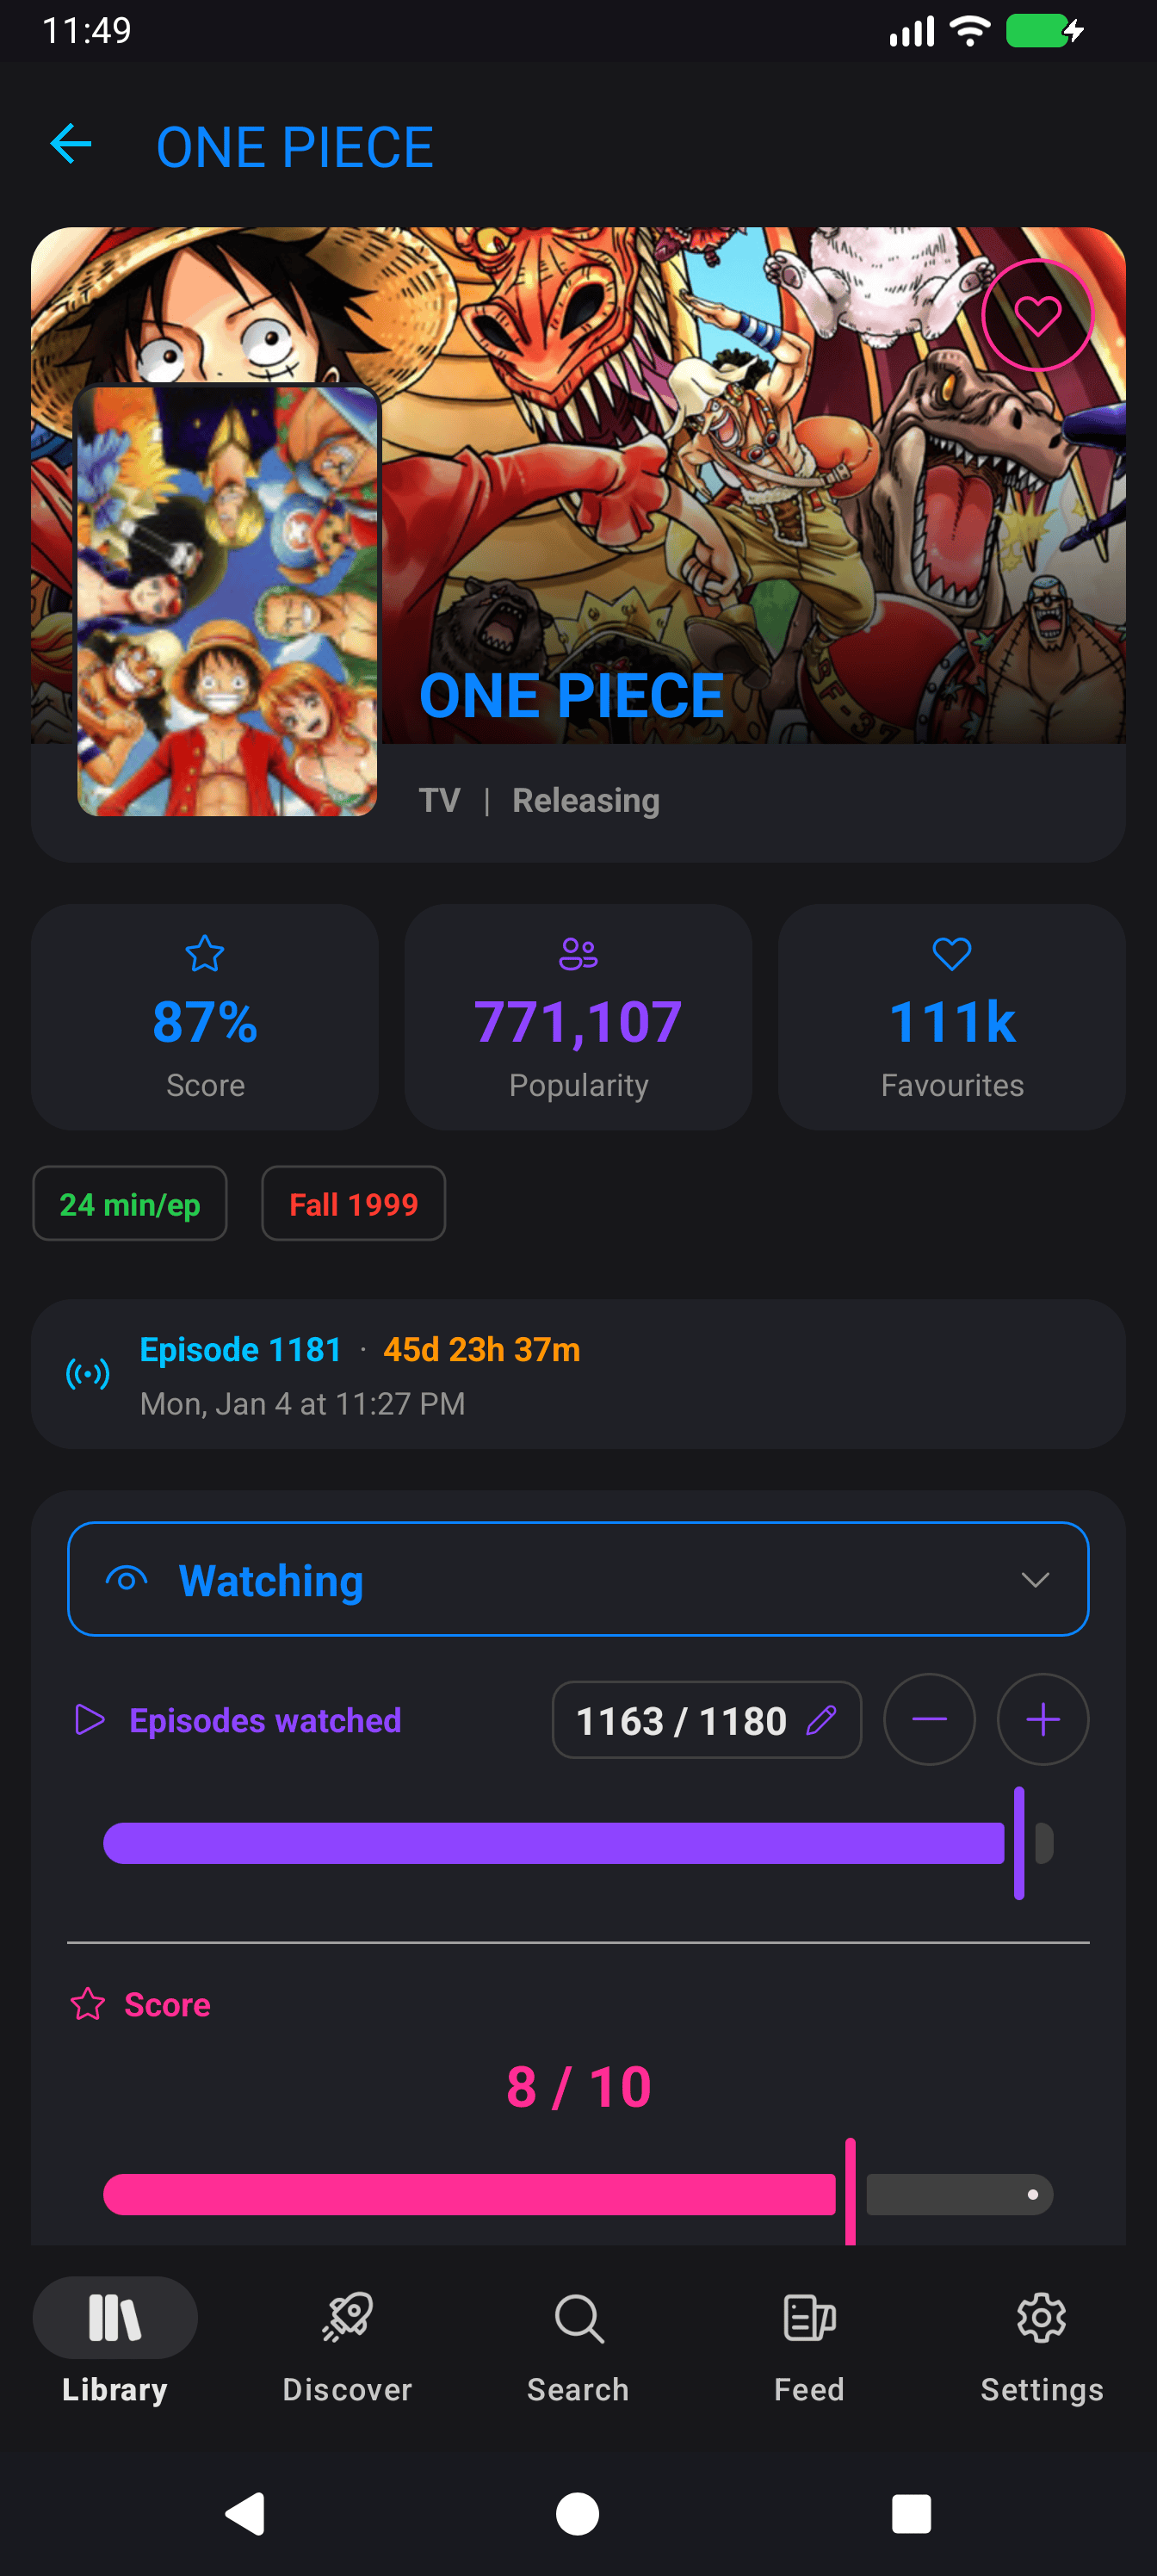 11:49
ONE PIECE
ONE PIECE
TV | Releasing
87%
Score
771,107
Popularity
111k
Favourites
24 min/ep
Fall 1999
Episode 1181 · 45d 23h 37m
Mon, Jan 4 at 11:27 PM
Watching
Episodes watched
1163 / 1180
Score
8 / 10
Library
Discover
Search
Feed
Settings